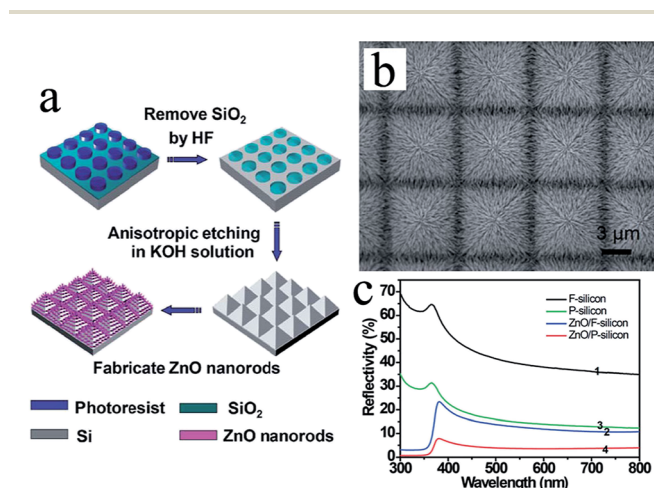 a
Remove SiO2
by HF
Anisotropic etching
in KOH solution
Fabricate ZnO nanorods
Photoresist
SiO2
Si
ZnO nanorods
b
3 μm
c
Reflectivity (%)
70
60
50
40
30
20
10
0
F-silicon
P-silicon
ZnO/F-silicon
ZnO/P-silicon
1
3
2
4
300 400 500 600 700 800
Wavelength (nm)